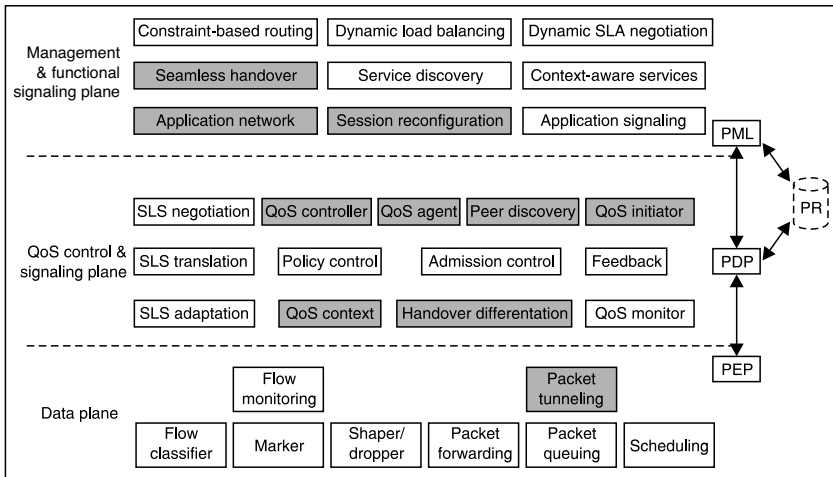 Constraint-based routing
Dynamic load balancing
Dynamic SLA negotiation
Management
& functional
signaling plane
Seamless handover
Service discovery
Context-aware services
Application network
Session reconfiguration
Application signaling
PML
PR
SLS negotiation
QoS controller
QoS agent
Peer discovery
QoS initiator
QoS control &
signaling plane
SLS translation
Policy control
Admission control
Feedback
PDP
SLS adaptation
QoS context
Handover differentation
QoS monitor
PEP
Flow
monitoring
Packet
tunneling
Data plane
Flow
classifier
Marker
Shaper/
dropper
Packet
forwarding
Packet
queuing
Scheduling